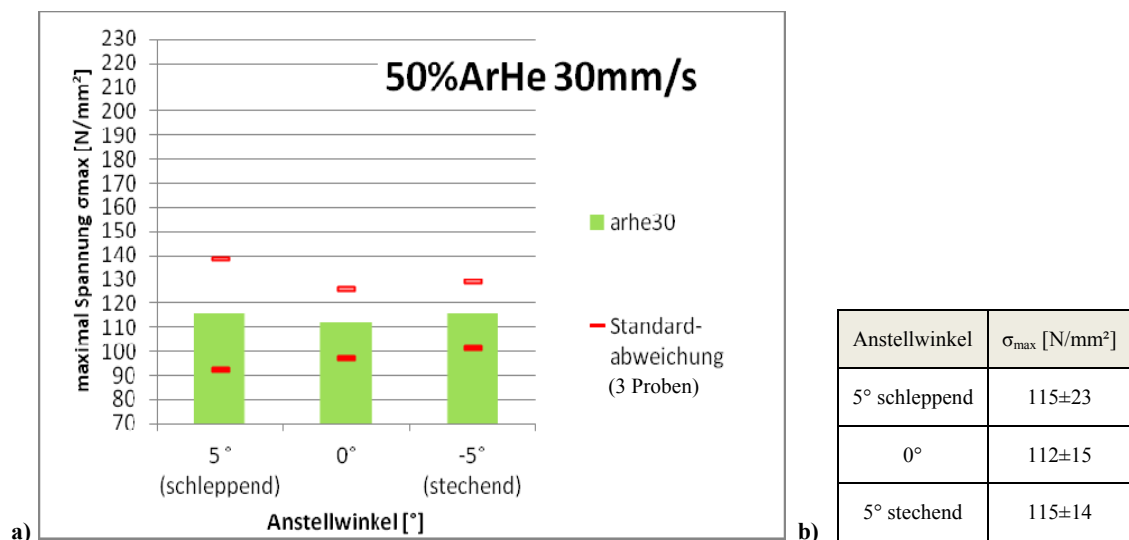 50%ArHe 30mm/s
maximal Spannung σmax [N/mm²]
230
220
210
200
190
180
170
160
150
140
130
120
110
100
90
80
70
5° 0° -5°
(schleppend) (stechend)
Anstellwinkel [°]
arhe30
Standard-
abweichung
(3 Proben)
a)
b)
Anstellwinkel σmax [N/mm²]
5° schleppend 115±23
0° 112±15
5° stechend 115±14